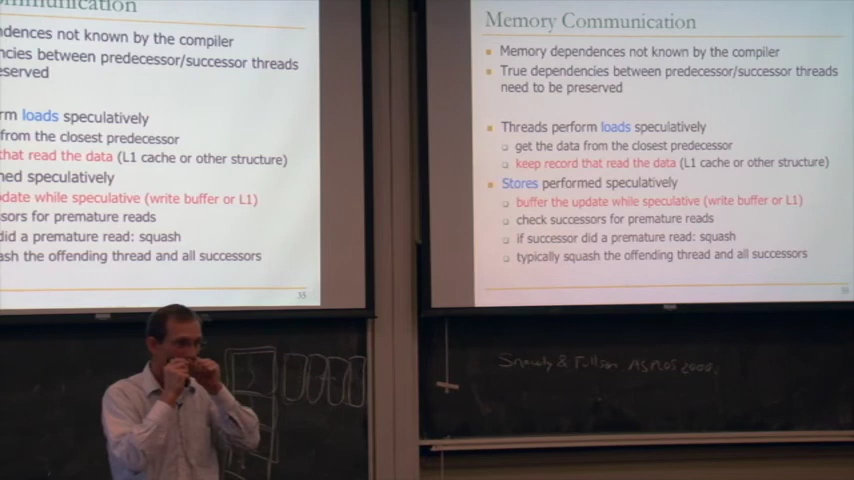 mmunication
dences not known by the compiler
ncies between predecessor/successor threads
eserved
rm loads speculatively
from the closest predecessor
that read the data (L1 cache or other structure)
ned speculatively
date while speculative (write buffer or L1)
sors for premature reads
did a premature read: squash
ash the offending thread and all successors
33
Memory Communication
Memory dependences not known by the compiler
True dependencies between predecessor/successor threads
need to be preserved
Threads perform loads speculatively
get the data from the closest predecessor
keep record that read the data (L1 cache or other structure)
Stores performed speculatively
buffer the update while speculative (write buffer or L1)
check successors for premature reads
if successor did a premature read: squash
typically squash the offending thread and all successors
& ASPLOS 2000